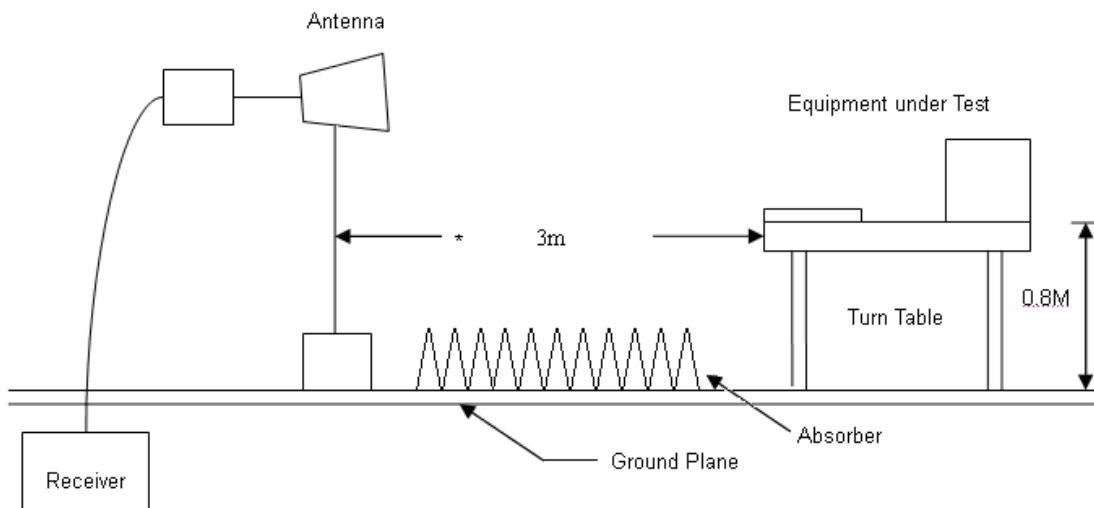 Antenna
Equipment under Test
* 3m
0.8M
Turn Table
Absorber
Ground Plane
Receiver